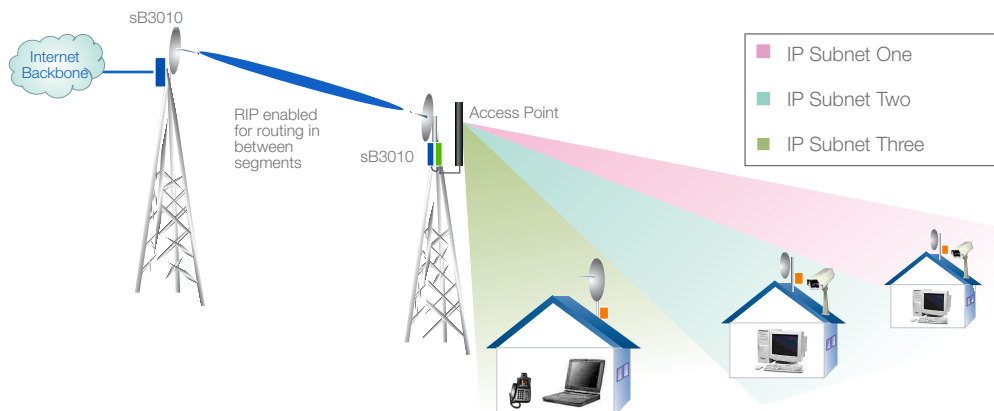 sB3010
Internet
Backbone
RIP enabled
for routing in
between
segments
sB3010
Access Point
IP Subnet One
IP Subnet Two
IP Subnet Three